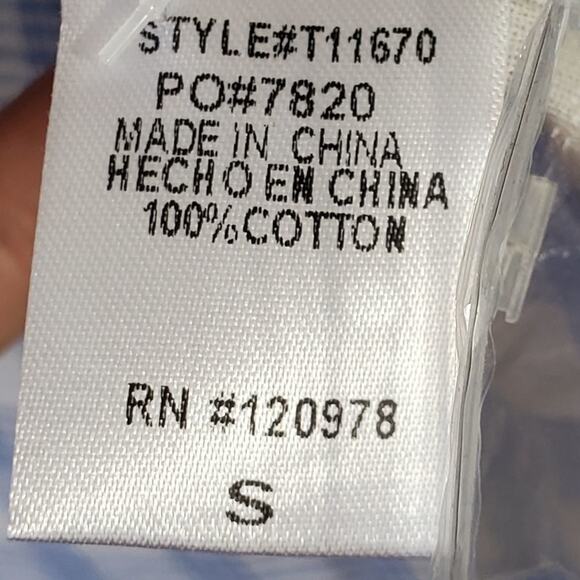 STYLE#T11670
PO#7820
MADE IN CHINA
HECHO EN CHINA
100%COTTON
RN #120978
S